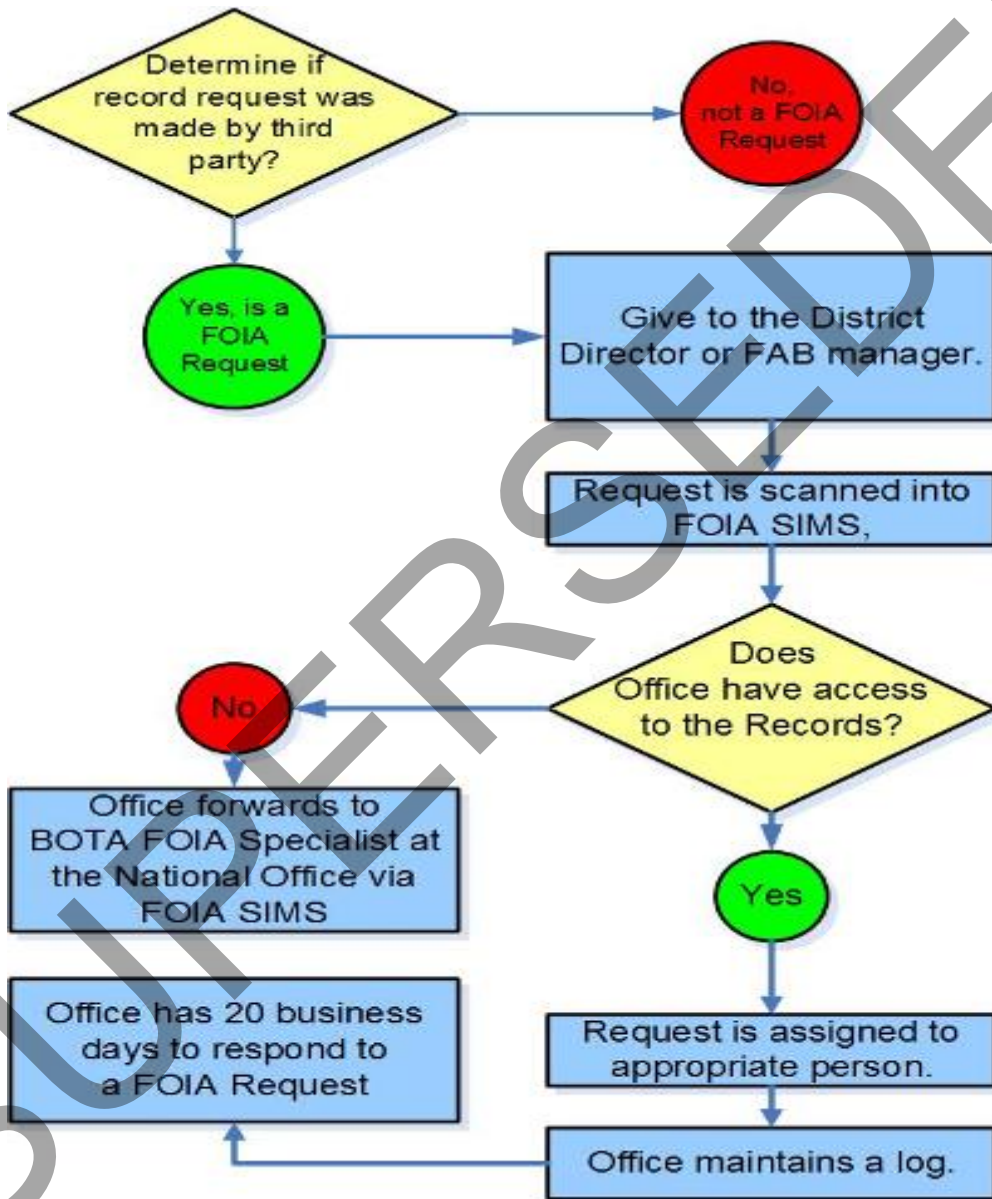 Determine if
record request was
made by third
party?
No,
not a FOIA
Request
Yes, is a
FOIA
Request
Give to the District
Director or FAB manager.
Request is scanned into
FOIA SIMS,
Does
Office have access
to the Records?
No
Office forwards to
BOTA FOIA Specialist at
the National Office via
FOIA SIMS
Yes
Request is assigned to
appropriate person.
Office maintains a log.
Office has 20 business
days to respond to
a FOIA Request
SUPERSEDE